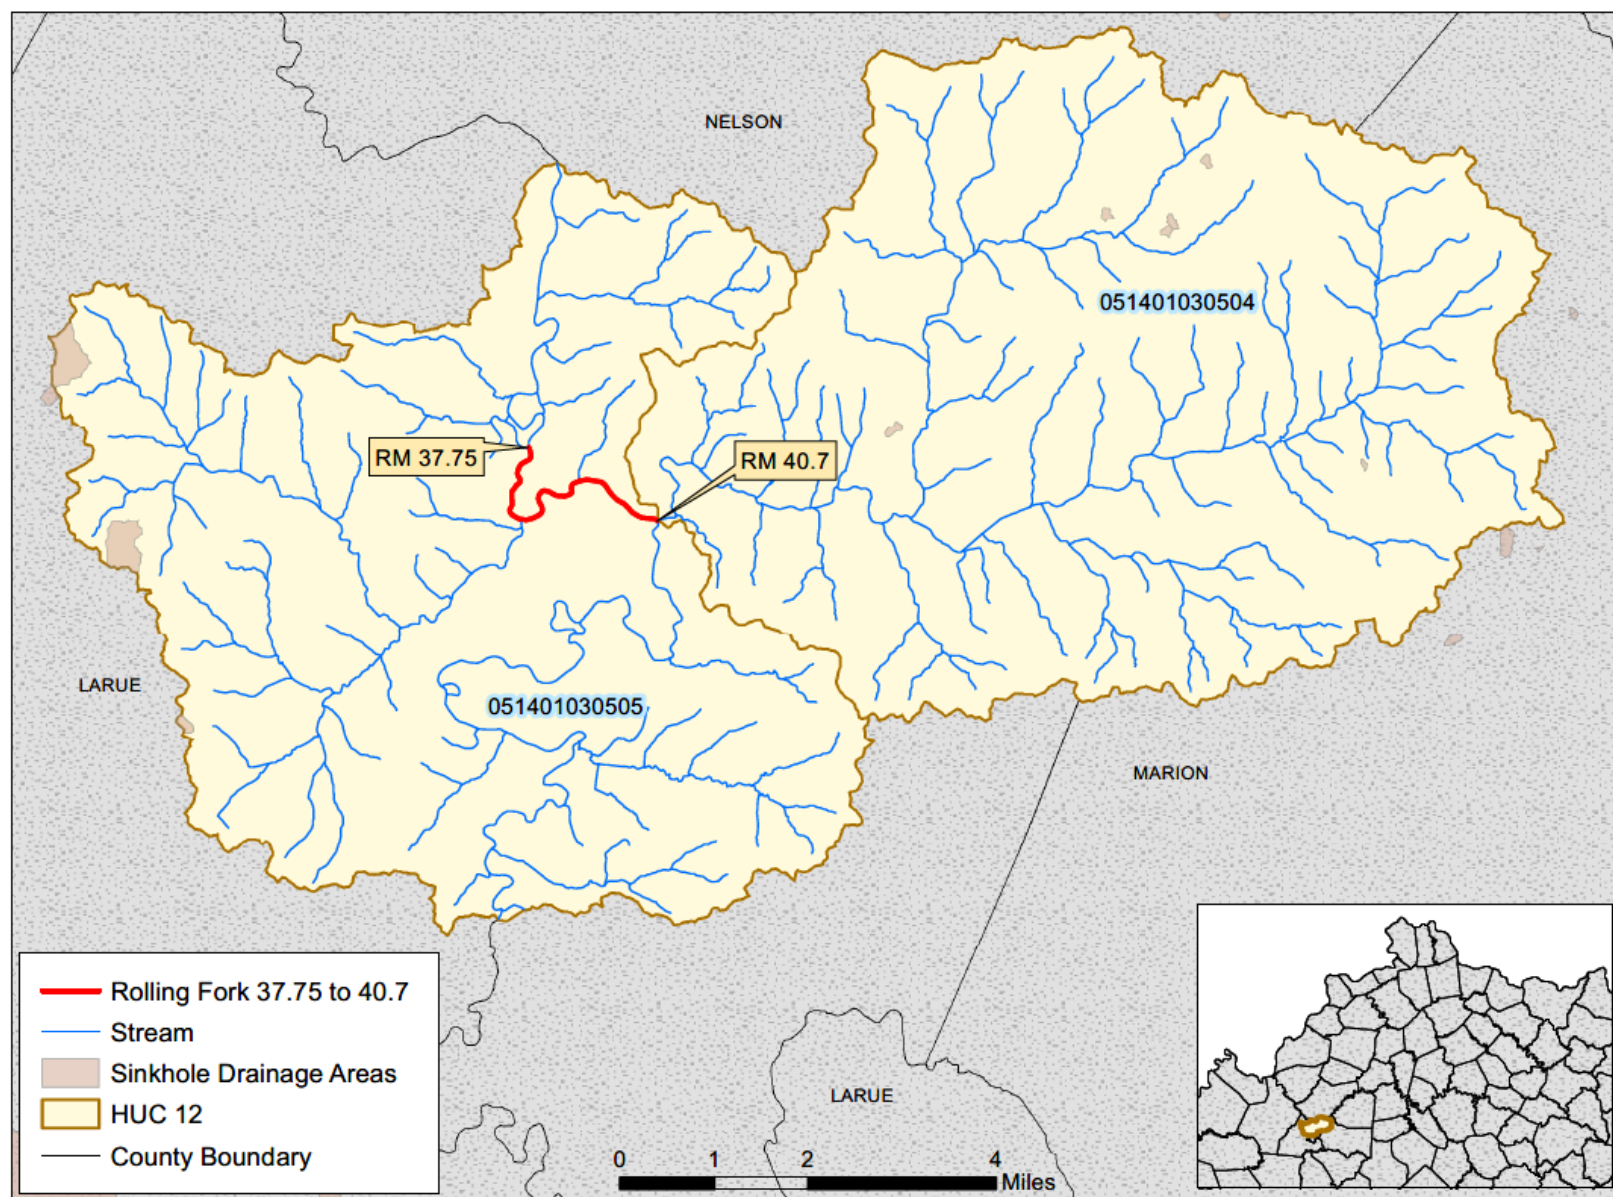 NELSON
051401030504
RM 37.75
RM 40.7
LARUE
051401030505
MARION
Rolling Fork 37.75 to 40.7
Stream
Sinkhole Drainage Areas
HUC 12
County Boundary
LARUE
0 1 2 4
Miles